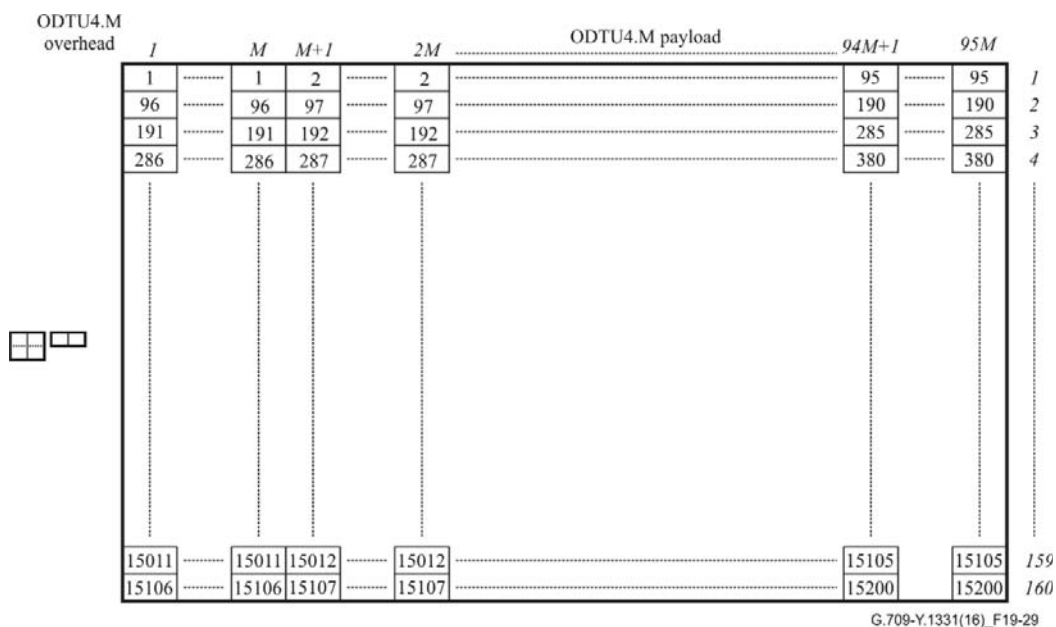 ODTU4.M
overhead
ODTU4.M payload
1 M M+1 2M 94M+1 95M
1 1 2 2 95 95 1
96 96 97 97 190 190 2
191 191 192 192 285 285 3
286 286 287 287 380 380 4
15011 15011 15012 15012 15105 15105 159
15106 15106 15107 15107 15200 15200 160
G.709-Y.1331(16)_F19-29